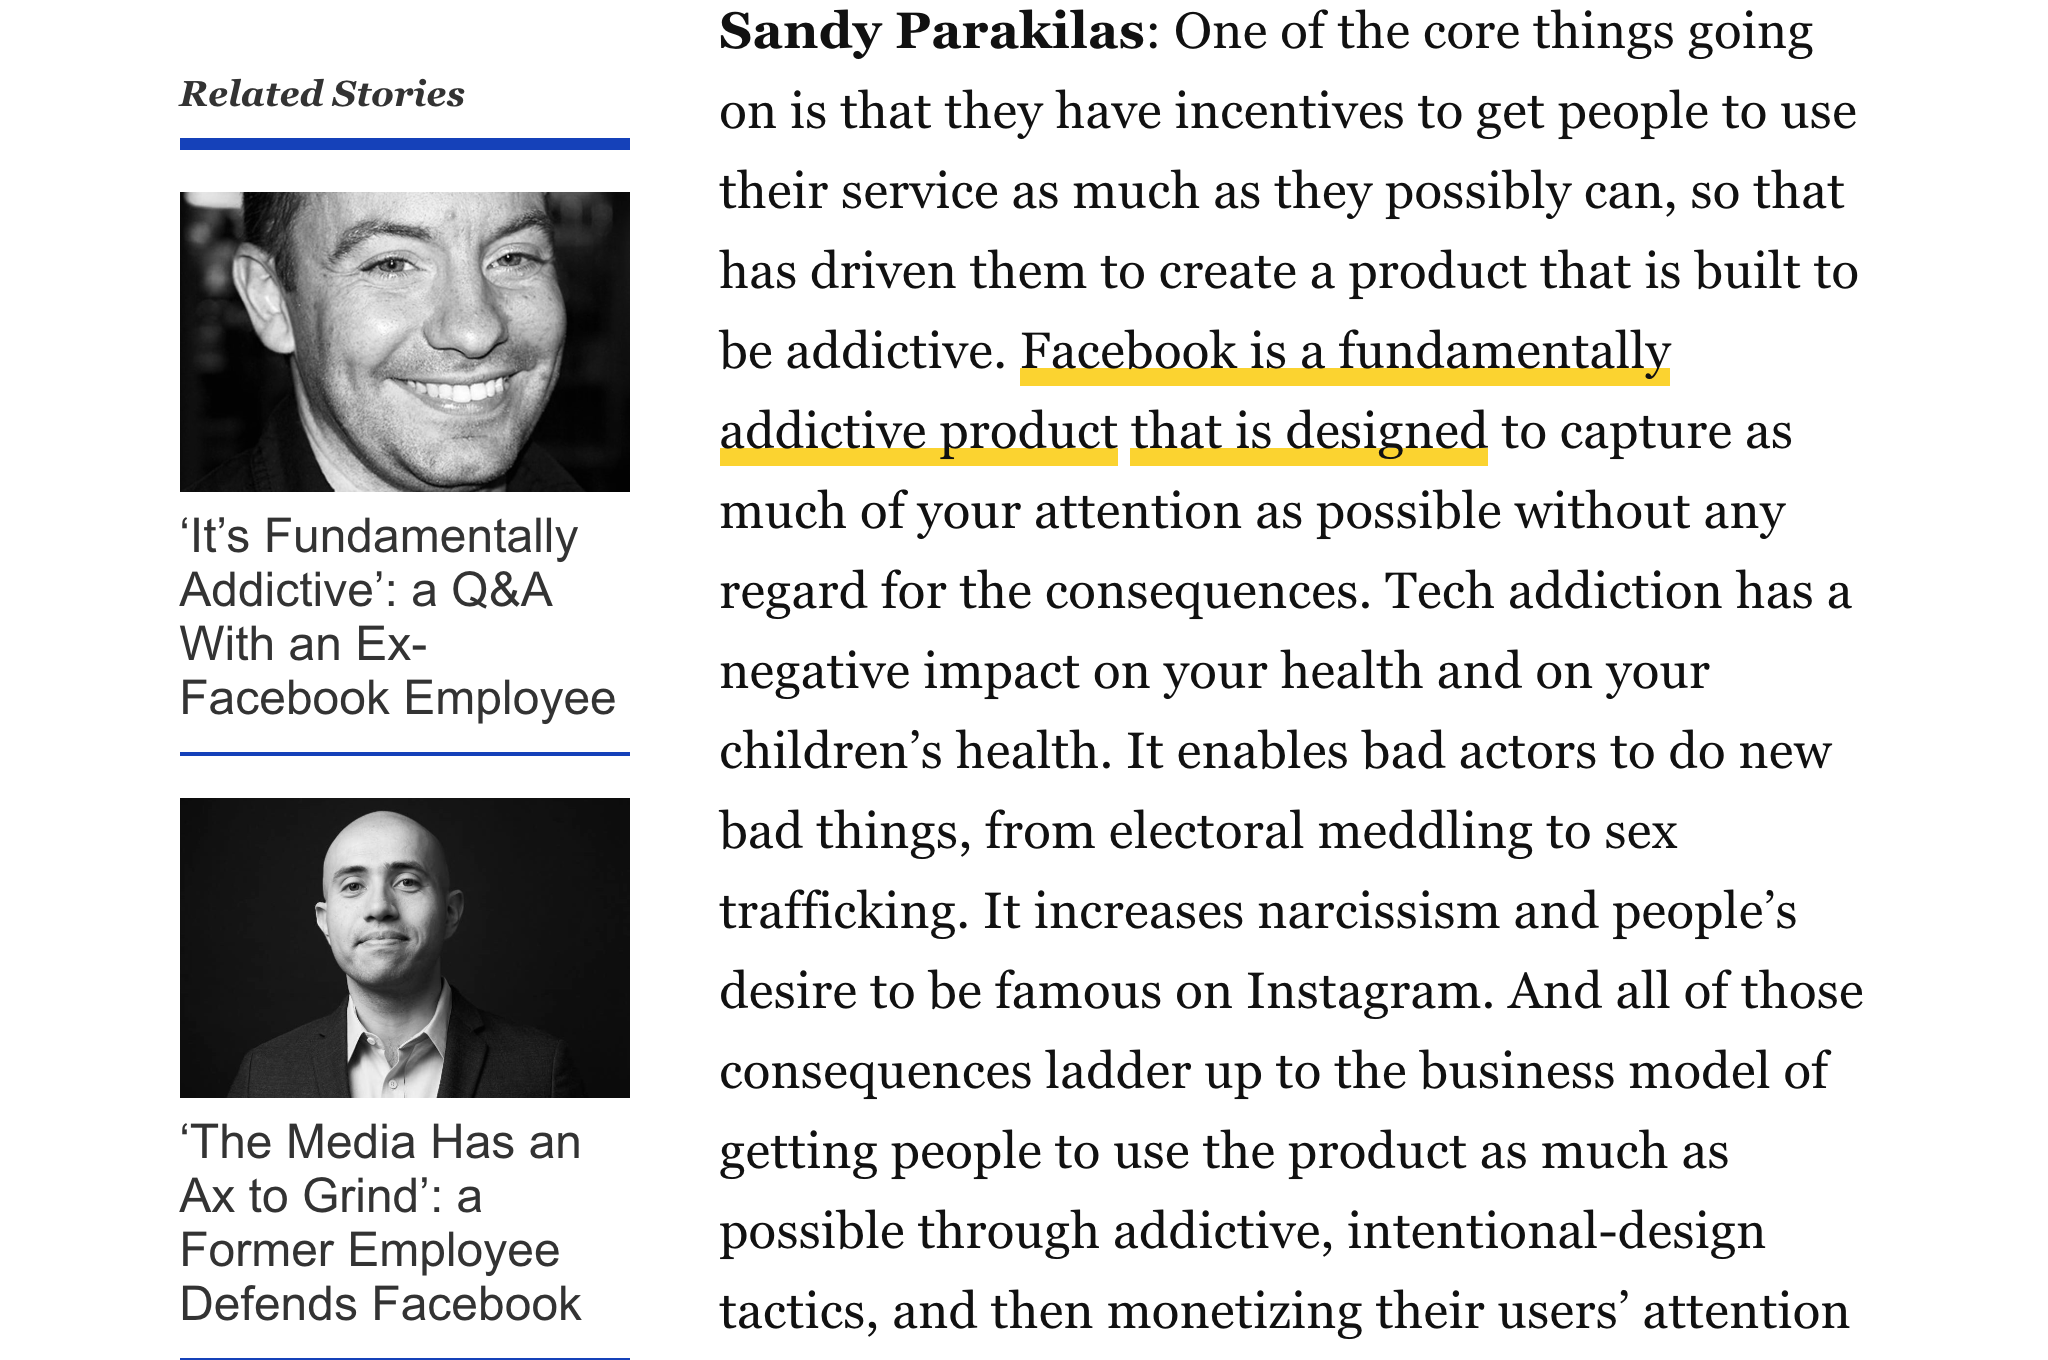 Related Stories
‘It’s Fundamentally
Addictive’: a Q&A
With an Ex-
Facebook Employee
‘The Media Has an
Ax to Grind’: a
Former Employee
Defends Facebook
Sandy Parakilas: One of the core things going
on is that they have incentives to get people to use
their service as much as they possibly can, so that
has driven them to create a product that is built to
be addictive. Facebook is a fundamentally
addictive product that is designed to capture as
much of your attention as possible without any
regard for the consequences. Tech addiction has a
negative impact on your health and on your
children’s health. It enables bad actors to do new
bad things, from electoral meddling to sex
trafficking. It increases narcissism and people’s
desire to be famous on Instagram. And all of those
consequences ladder up to the business model of
getting people to use the product as much as
possible through addictive, intentional-design
tactics, and then monetizing their users’ attention